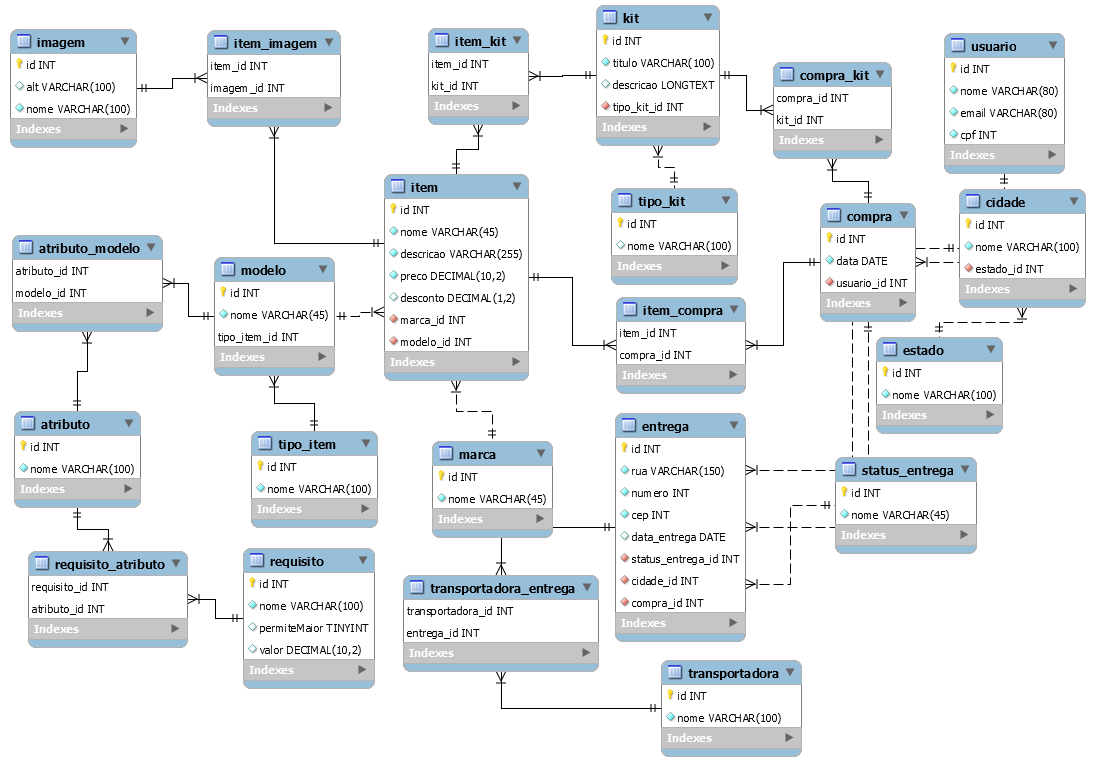 imagem
id INT
alt VARCHAR(100)
nome VARCHAR(100)
Indexes
item_imagem
item_id INT
imagem_id INT
Indexes
item_kit
item_id INT
kit_id INT
Indexes
kit
id INT
titulo VARCHAR(100)
descricao LONGTEXT
tipo_kit_id INT
Indexes
compra_kit
compra_id INT
kit_id INT
Indexes
usuario
id INT
nome VARCHAR(80)
email VARCHAR(80)
cpf INT
Indexes
item
id INT
nome VARCHAR(45)
descricao VARCHAR(255)
preco DECIMAL(10,2)
desconto DECIMAL(1,2)
marca_id INT
modelo_id INT
Indexes
tipo_kit
id INT
nome VARCHAR(100)
Indexes
compra
id INT
data DATE
usuario_id INT
Indexes
cidade
id INT
nome VARCHAR(100)
estado_id INT
Indexes
atributo_modelo
atributo_id INT
modelo_id INT
Indexes
modelo
id INT
nome VARCHAR(45)
tipo_item_id INT
Indexes
item_compra
item_id INT
compra_id INT
Indexes
estado
id INT
nome VARCHAR(100)
Indexes
atributo
id INT
nome VARCHAR(100)
Indexes
tipo_item
id INT
nome VARCHAR(100)
Indexes
marca
id INT
nome VARCHAR(45)
Indexes
entrega
id INT
rua VARCHAR(150)
numero INT
cep INT
data_entrega DATE
status_entrega_id INT
cidade_id INT
compra_id INT
Indexes
status_entrega
id INT
nome VARCHAR(45)
Indexes
requisito_atributo
requisito_id INT
atributo_id INT
Indexes
requisito
id INT
nome VARCHAR(100)
permiteMaior TINYINT
valor DECIMAL(10,2)
Indexes
transportadora_entrega
transportadora_id INT
entrega_id INT
Indexes
transportadora
id INT
nome VARCHAR(100)
Indexes